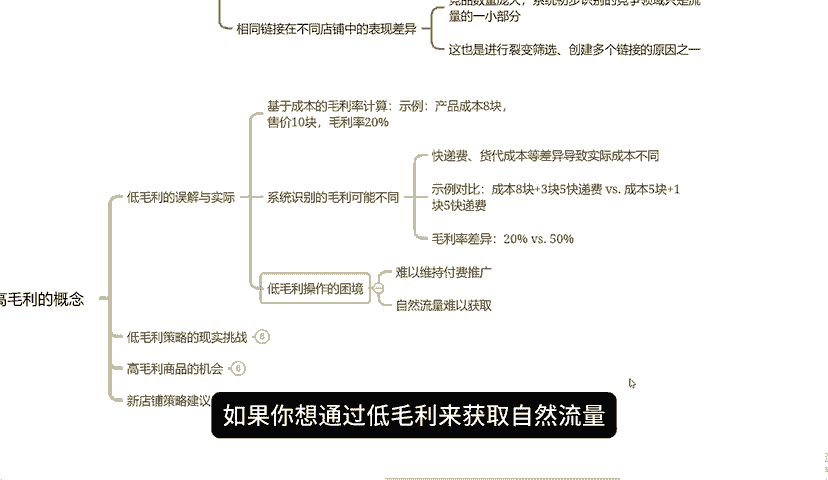 竞品数量庞大，系统初步识别的竞争领域只是流
量的一小部分
相同链接在不同店铺中的表现差异
这也是进行裂变筛选、创建多个链接的原因之一
基于成本的毛利率计算：示例：产品成本8块，
售价10块，毛利率20%
快递费、货代成本等差异导致实际成本不同
低毛利的误解与实际
系统识别的毛利可能不同
示例对比：成本8块+3块5快递费 vs. 成本5块+1
块5快递费
毛利率差异：20% vs. 50%
低毛利操作的困境
难以维持付费推广
自然流量难以获取
高毛利的概念
低毛利策略的现实挑战 6
高毛利商品的机会 6
新店铺策略建议
如果你想通过低毛利来获取自然流量